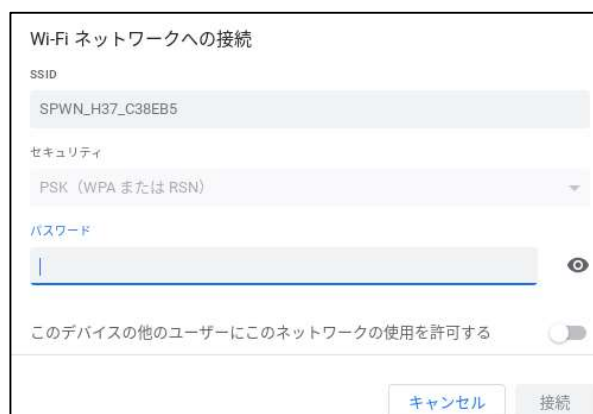 Wi-Fi ネットワークへの接続
SSID
SPWN_H37_C38EB5
セキュリティ
PSK（WPA または RSN）
パスワード
このデバイスの他のユーザーにこのネットワークの使用を許可する
キャンセル 接続